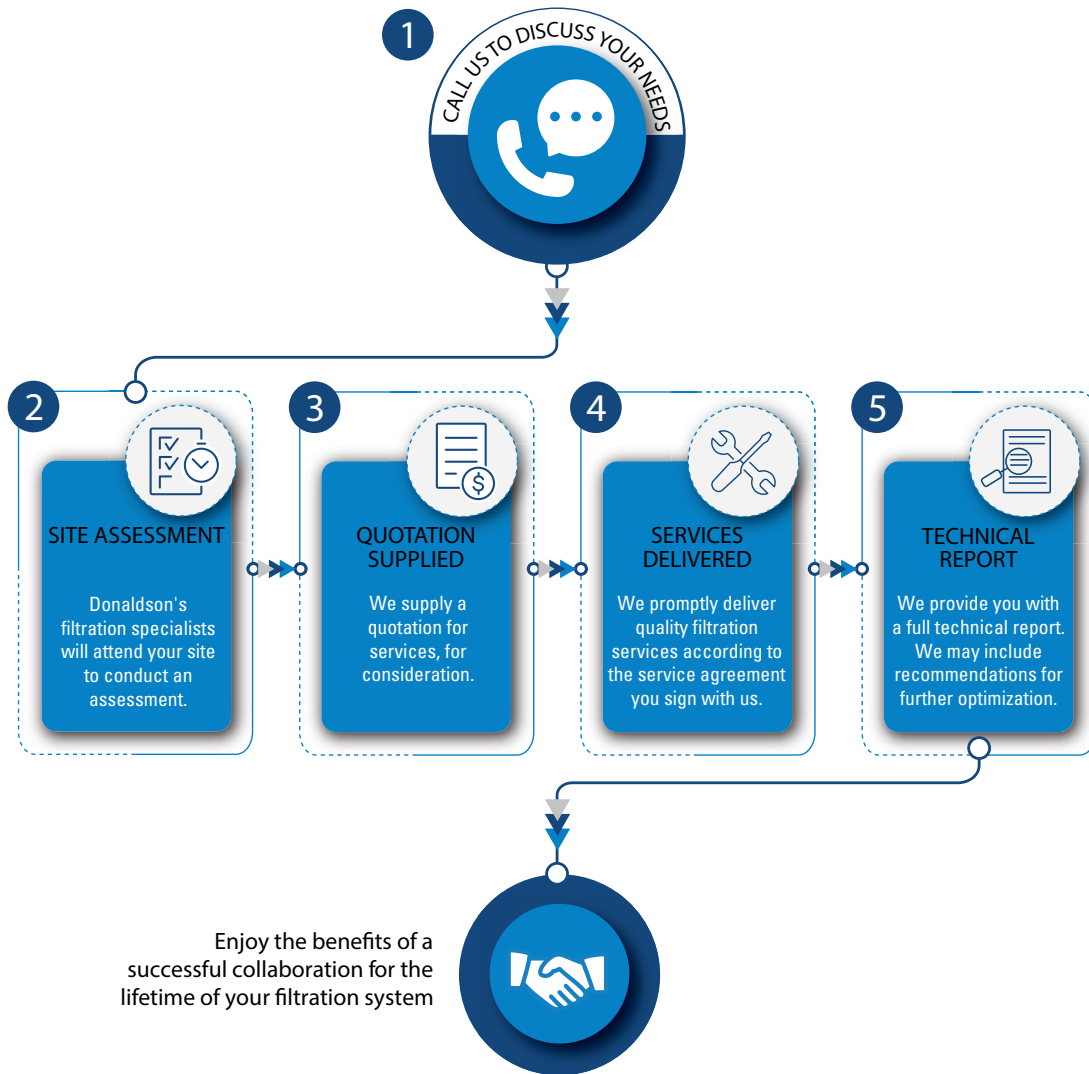 1
CALL US TO DISCUSS YOUR NEEDS
2
SITE ASSESSMENT
Donaldson's
filtration specialists
will attend your site
to conduct an
assessment.
3
$
QUOTATION
SUPPLIED
We supply a
quotation for
services, for
consideration.
4
SERVICES
DELIVERED
We promptly deliver
quality filtration
services according to
the service agreement
you sign with us.
5
TECHNICAL
REPORT
We provide you with
a full technical report.
We may include
recommendations for
further optimization.
Enjoy the benefits of a
successful collaboration for the
lifetime of your filtration system